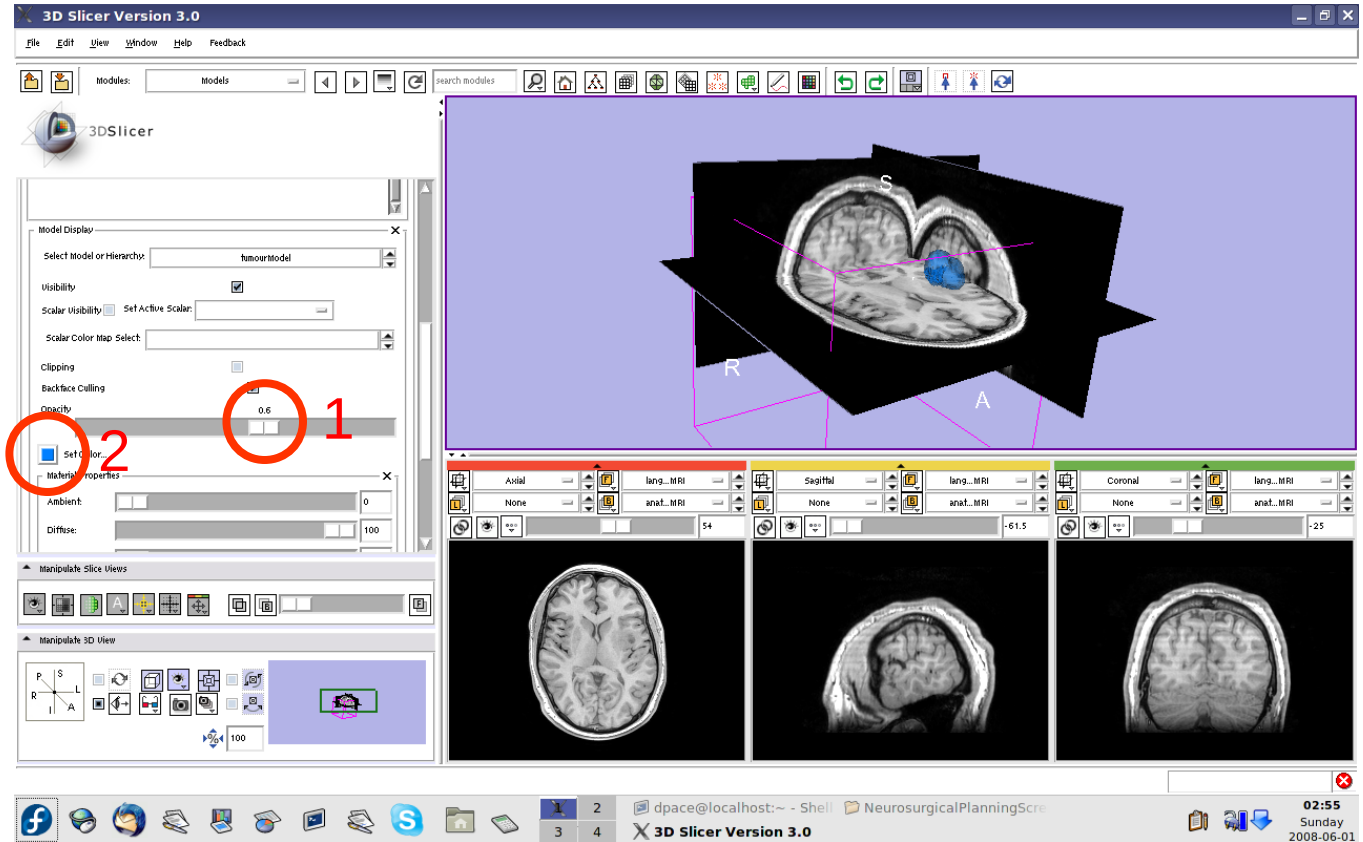 3D Slicer Version 3.0
File Edit View Window Help Feedback
Modules: Models search modules
3DSlicer
Model Display
Select Model or Hierarchy: tumourModel
Visibility
Scalar Visibility Set Active Scalar:
Scalar Color Map Select:
Clipping
Backface Culling
Opacity 0.6
1
2
Set Color...
Material Properties
Ambient: 0
Diffuse: 100
Manipulate Slice Views
Manipulate 3D View
P S
R L
I A
% 100
S
R
A
Axial lang...MRI
None anat...MRI
54
Sagittal lang...MRI
None anat...MRI
-61.5
Coronal lang...MRI
None anat...MRI
-25
1 2 dpace@localhost:~ - Shell NeurosurgicalPlanningScre
3 4 3D Slicer Version 3.0
02:55
Sunday
2008-06-01